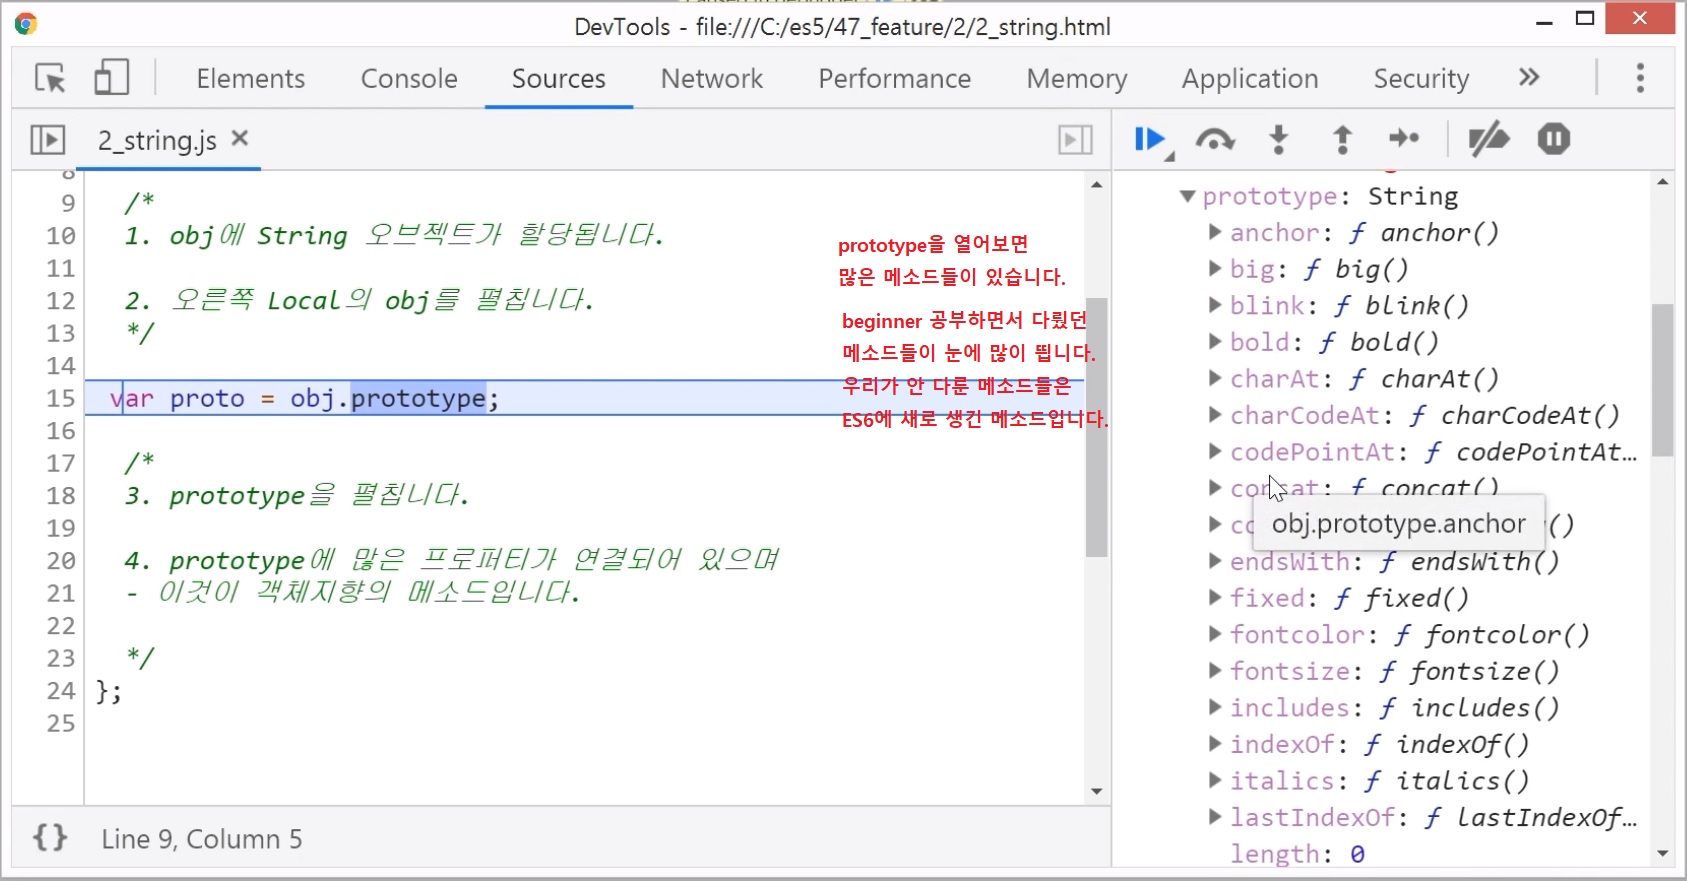 DevTools - file:///C:/es5/47_feature/2/2_string.html
Elements Console Sources Network Performance Memory Application Security »
2_string.js ×
8
9 /*
10 1. obj에 String 오브젝트가 할당됩니다.
11
12 2. 오른쪽 Local의 obj를 펼칩니다.
13 */
14
15 var proto = obj.prototype;
16
17 /*
18 3. prototype을 펼칩니다.
19
20 4. prototype에 많은 프로퍼티가 연결되어 있으며
21 - 이것이 객체지향의 메소드입니다.
22
23 */
24 };
25
prototype을 열어보면
많은 메소드들이 있습니다.
beginner 공부하면서 다뤘던
메소드들이 눈에 많이 띕니다.
우리가 안 다룬 메소드들은
ES6에 새로 생긴 메소드입니다.
prototype: String
anchor: ƒ anchor()
big: ƒ big()
blink: ƒ blink()
bold: ƒ bold()
charAt: ƒ charAt()
charCodeAt: ƒ charCodeAt()
codePointAt: ƒ codePointAt…
concat: ƒ concat()
obj.prototype.anchor
endsWith: ƒ endsWith()
fixed: ƒ fixed()
fontcolor: ƒ fontcolor()
fontsize: ƒ fontsize()
includes: ƒ includes()
indexOf: ƒ indexOf()
italics: ƒ italics()
lastIndexOf: ƒ lastIndexOf…
length: 0
{} Line 9, Column 5